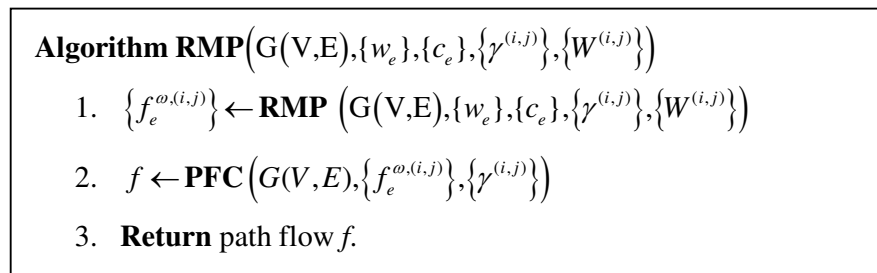 Algorithm RMP(G(V,E),{w_e},{c_e},{γ^{(i,j)}},{W^{(i,j)}})
1. {f_e^{ω,(i,j)}} ← RMP (G(V,E),{w_e},{c_e},{γ^{(i,j)}},{W^{(i,j)}})
2. f ← PFC(G(V,E),{f_e^{ω,(i,j)}},{γ^{(i,j)}})
3. Return path flow f.